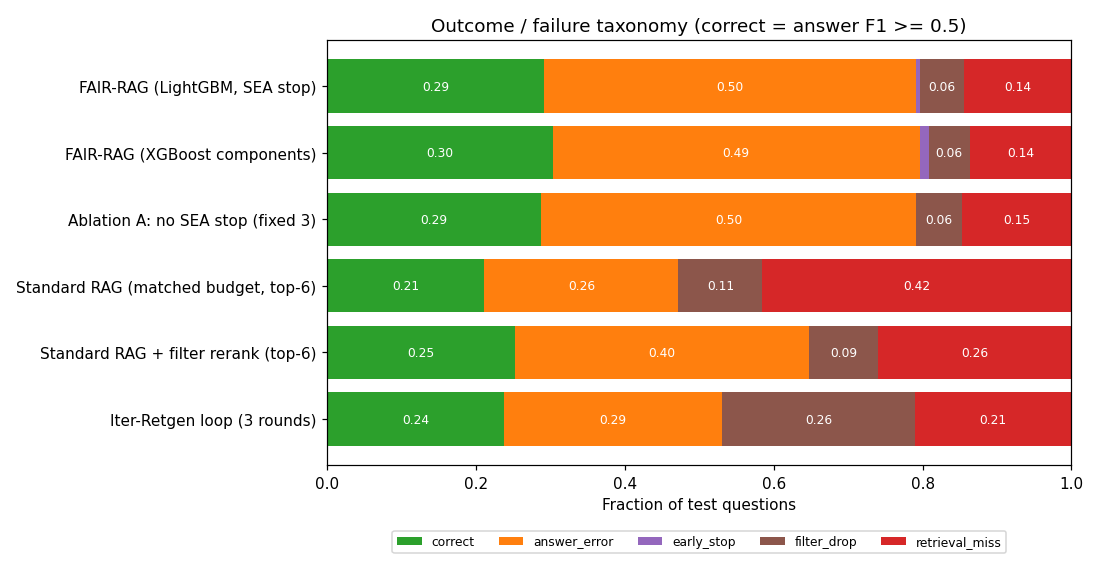 Outcome / failure taxonomy (correct = answer F1 >= 0.5)
FAIR-RAG (LightGBM, SEA stop) 0.29 0.50 0.06 0.14
FAIR-RAG (XGBoost components) 0.30 0.49 0.06 0.14
Ablation A: no SEA stop (fixed 3) 0.29 0.50 0.06 0.15
Standard RAG (matched budget, top-6) 0.21 0.26 0.11 0.42
Standard RAG + filter rerank (top-6) 0.25 0.40 0.09 0.26
Iter-Retgen loop (3 rounds) 0.24 0.29 0.26 0.21
0.0 0.2 0.4 0.6 0.8 1.0
Fraction of test questions
correct answer_error early_stop filter_drop retrieval_miss